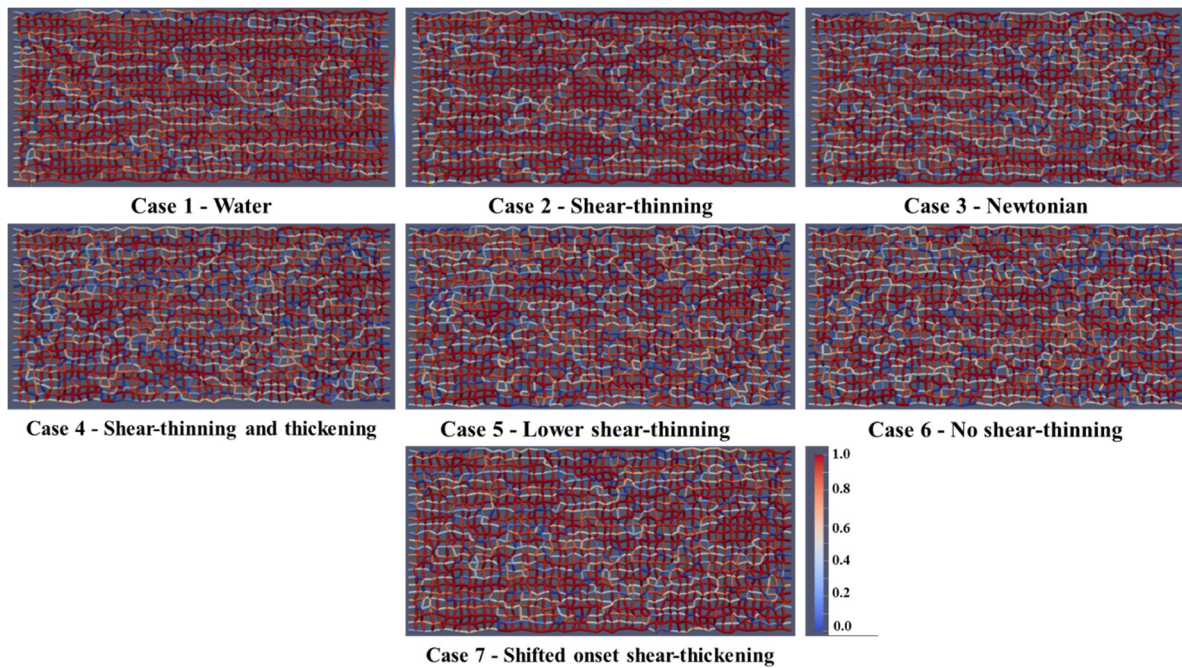 Case 1 - Water
Case 2 - Shear-thinning
Case 3 - Newtonian
Case 4 - Shear-thinning and thickening
Case 5 - Lower shear-thinning
Case 6 - No shear-thinning
1.0
0.8
0.6
0.4
0.2
0.0
Case 7 - Shifted onset shear-thickening